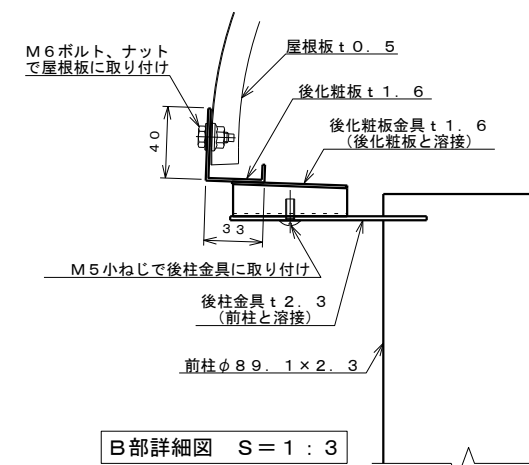 M6ボルト、ナット
で屋根板に取り付け
屋根板t0.5
後化粧板t1.6
後化粧板金具t1.6
(後化粧板と溶接)
40
33
M5小ねじで後柱金具に取り付け
後柱金具t2.3
(前柱と溶接)
前柱φ89.1×2.3
B部詳細図 S=1:3